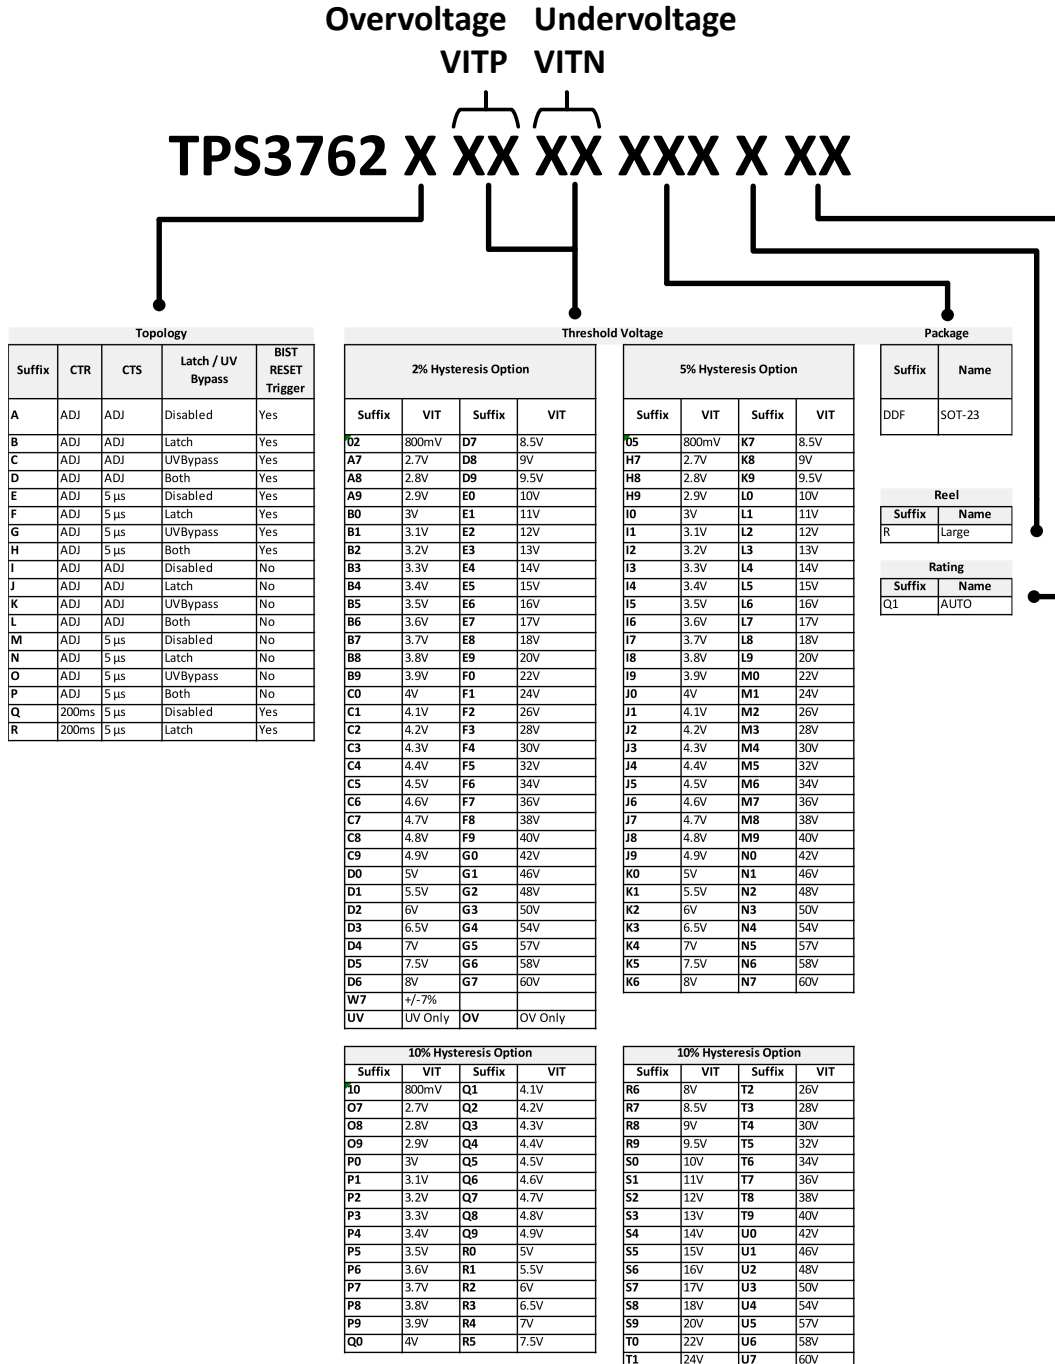 Overvoltage Undervoltage
VITP VITN
TPS3762 X XX XX XXX X XX
Topology
Suffix CTR CTS Latch / UV Bypass BIST RESET Trigger
A ADJ ADJ Disabled Yes
B ADJ ADJ Latch Yes
C ADJ ADJ UVBypass Yes
D ADJ ADJ Both Yes
E ADJ 5 µs Disabled Yes
F ADJ 5 µs Latch Yes
G ADJ 5 µs UVBypass Yes
H ADJ 5 µs Both Yes
I ADJ ADJ Disabled No
J ADJ ADJ Latch No
K ADJ ADJ UVBypass No
L ADJ ADJ Both No
M ADJ 5 µs Disabled No
N ADJ 5 µs Latch No
O ADJ 5 µs UVBypass No
P ADJ 5 µs Both No
Q 200ms 5 µs Disabled Yes
R 200ms 5 µs Latch Yes
Threshold Voltage
2% Hysteresis Option
Suffix VIT Suffix VIT
02 800mV D7 8.5V
A7 2.7V D8 9V
A8 2.8V D9 9.5V
A9 2.9V E0 10V
B0 3V E1 11V
B1 3.1V E2 12V
B2 3.2V E3 13V
B3 3.3V E4 14V
B4 3.4V E5 15V
B5 3.5V E6 16V
B6 3.6V E7 17V
B7 3.7V E8 18V
B8 3.8V E9 20V
B9 3.9V F0 22V
C0 4V F1 24V
C1 4.1V F2 26V
C2 4.2V F3 28V
C3 4.3V F4 30V
C4 4.4V F5 32V
C5 4.5V F6 34V
C6 4.6V F7 36V
C7 4.7V F8 38V
C8 4.8V F9 40V
C9 4.9V G0 42V
D0 5V G1 46V
D1 5.5V G2 48V
D2 6V G3 50V
D3 6.5V G4 54V
D4 7V G5 57V
D5 7.5V G6 58V
D6 8V G7 60V
W7 +/-7%
UV UV Only OV OV Only
5% Hysteresis Option
Suffix VIT Suffix VIT
05 800mV K7 8.5V
H7 2.7V K8 9V
H8 2.8V K9 9.5V
H9 2.9V L0 10V
I0 3V L1 11V
I1 3.1V L2 12V
I2 3.2V L3 13V
I3 3.3V L4 14V
I4 3.4V L5 15V
I5 3.5V L6 16V
I6 3.6V L7 17V
I7 3.7V L8 18V
I8 3.8V L9 20V
I9 3.9V M0 22V
J0 4V M1 24V
J1 4.1V M2 26V
J2 4.2V M3 28V
J3 4.3V M4 30V
J4 4.4V M5 32V
J5 4.5V M6 34V
J6 4.6V M7 36V
J7 4.7V M8 38V
J8 4.8V M9 40V
J9 4.9V N0 42V
K0 5V N1 46V
K1 5.5V N2 48V
K2 6V N3 50V
K3 6.5V N4 54V
K4 7V N5 57V
K5 7.5V N6 58V
K6 8V N7 60V
Package
Suffix Name
DDF SOT-23
Reel
Suffix Name
R Large
Rating
Suffix Name
Q1 AUTO
10% Hysteresis Option
Suffix VIT Suffix VIT
10 800mV Q1 4.1V
O7 2.7V Q2 4.2V
O8 2.8V Q3 4.3V
O9 2.9V Q4 4.4V
P0 3V Q5 4.5V
P1 3.1V Q6 4.6V
P2 3.2V Q7 4.7V
P3 3.3V Q8 4.8V
P4 3.4V Q9 4.9V
P5 3.5V R0 5V
P6 3.6V R1 5.5V
P7 3.7V R2 6V
P8 3.8V R3 6.5V
P9 3.9V R4 7V
Q0 4V R5 7.5V
10% Hysteresis Option
Suffix VIT Suffix VIT
R6 8V T2 26V
R7 8.5V T3 28V
R8 9V T4 30V
R9 9.5V T5 32V
S0 10V T6 34V
S1 11V T7 36V
S2 12V T8 38V
S3 13V T9 40V
S4 14V U0 42V
S5 15V U1 46V
S6 16V U2 48V
S7 17V U3 50V
S8 18V U4 54V
S9 20V U5 57V
T0 22V U6 58V
T1 24V U7 60V